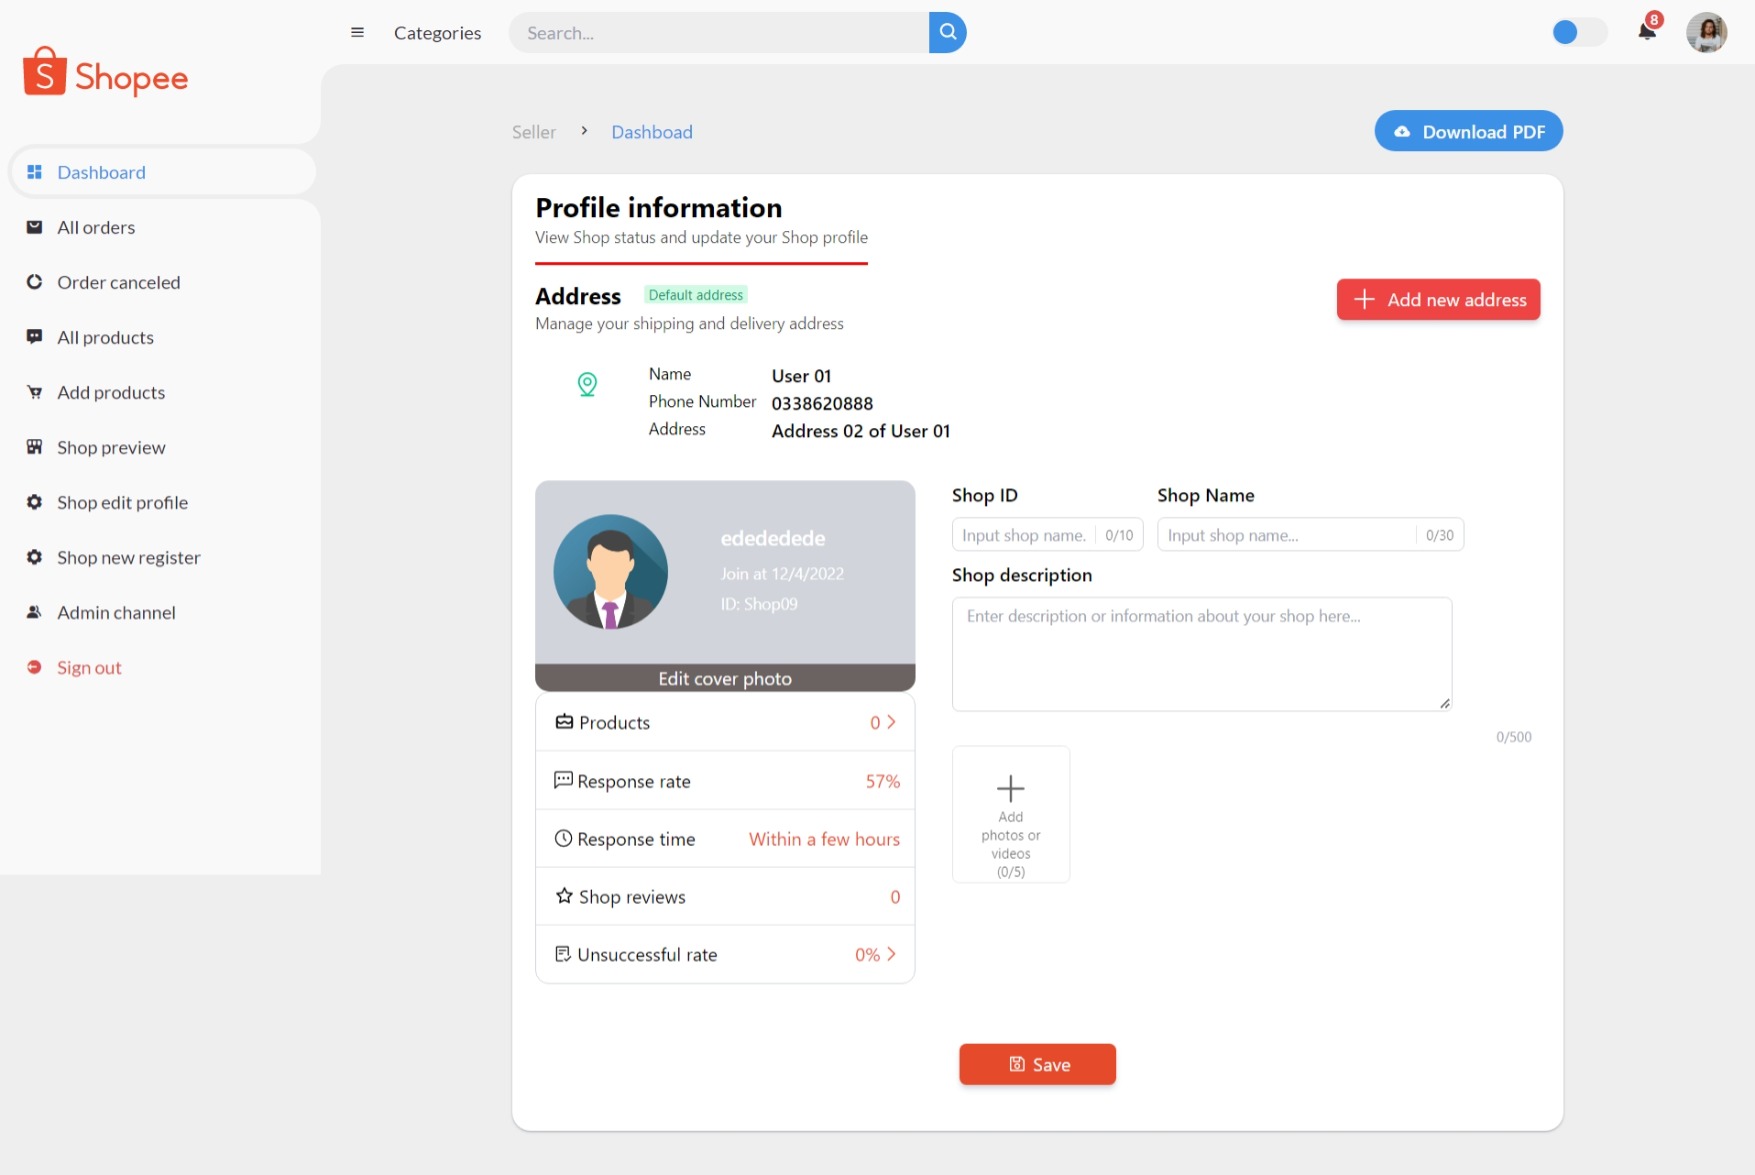 Shopee
Categories
Search...
8
Seller
Dashboad
Download PDF
Dashboard
All orders
Order canceled
All products
Add products
Shop preview
Shop edit profile
Shop new register
Admin channel
Sign out
Profile information
View Shop status and update your Shop profile
Address Default address
Manage your shipping and delivery address
Add new address
Name User 01
Phone Number 0338620888
Address Address 02 of User 01
edededede
Join at 12/4/2022
ID: Shop09
Edit cover photo
Products 0
Response rate 57%
Response time Within a few hours
Shop reviews 0
Unsuccessful rate 0%
Shop ID Shop Name
Input shop name. 0/10 Input shop name... 0/30
Shop description
Enter description or information about your shop here...
0/500
Add
photos or
videos
(0/5)
Save